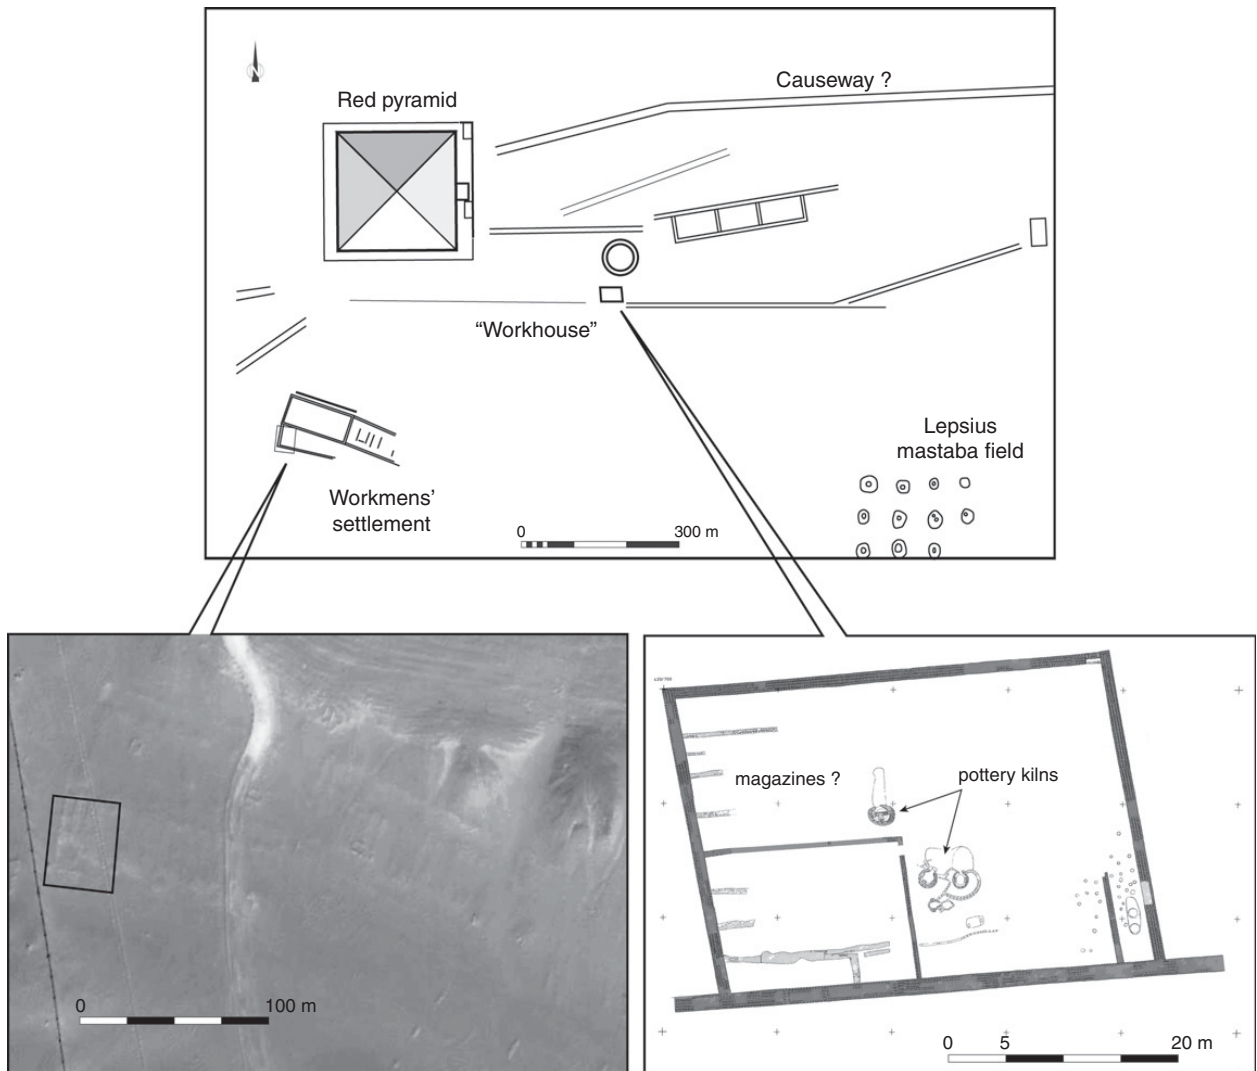 N
Causeway ?
Red pyramid
“Workhouse”
Lepsius
mastaba field
Workmens’
settlement
0 300 m
magazines ?
pottery kilns
0 100 m
0 5 20 m